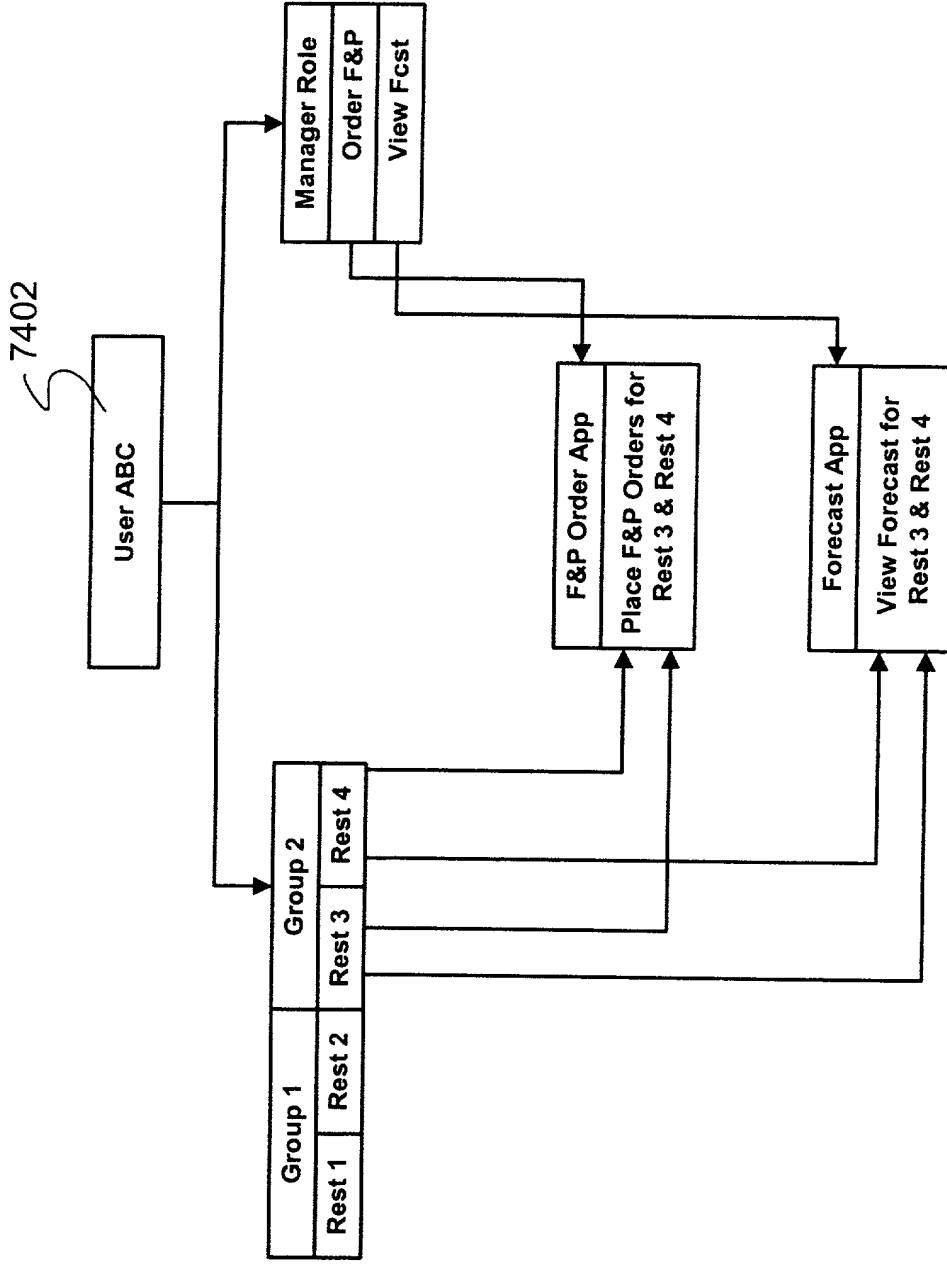 7402
User ABC
Group 1
Group 2
Rest 1
Rest 2
Rest 3
Rest 4
Manager Role
Order F&P
View Fcst
F&P Order App
Place F&P Orders for
Rest 3 & Rest 4
Forecast App
View Forecast for
Rest 3 & Rest 4